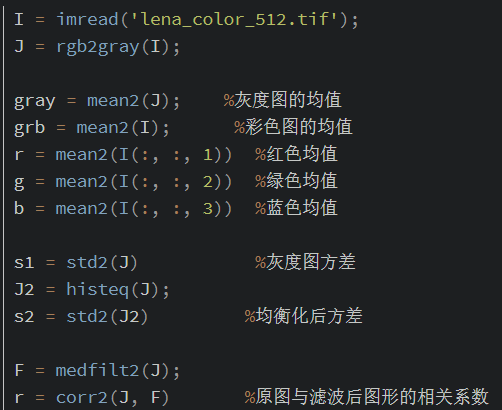 I = imread('lena_color_512.tif');
J = rgb2gray(I);
gray = mean2(J); %灰度图的均值
grb = mean2(I); %彩色图的均值
r = mean2(I(:, :, 1)) %红色均值
g = mean2(I(:, :, 2)) %绿色均值
b = mean2(I(:, :, 3)) %蓝色均值
s1 = std2(J) %灰度图方差
J2 = histeq(J);
s2 = std2(J2) %均衡化后方差
F = medfilt2(J);
r = corr2(J, F) %原图与滤波后图形的相关系数